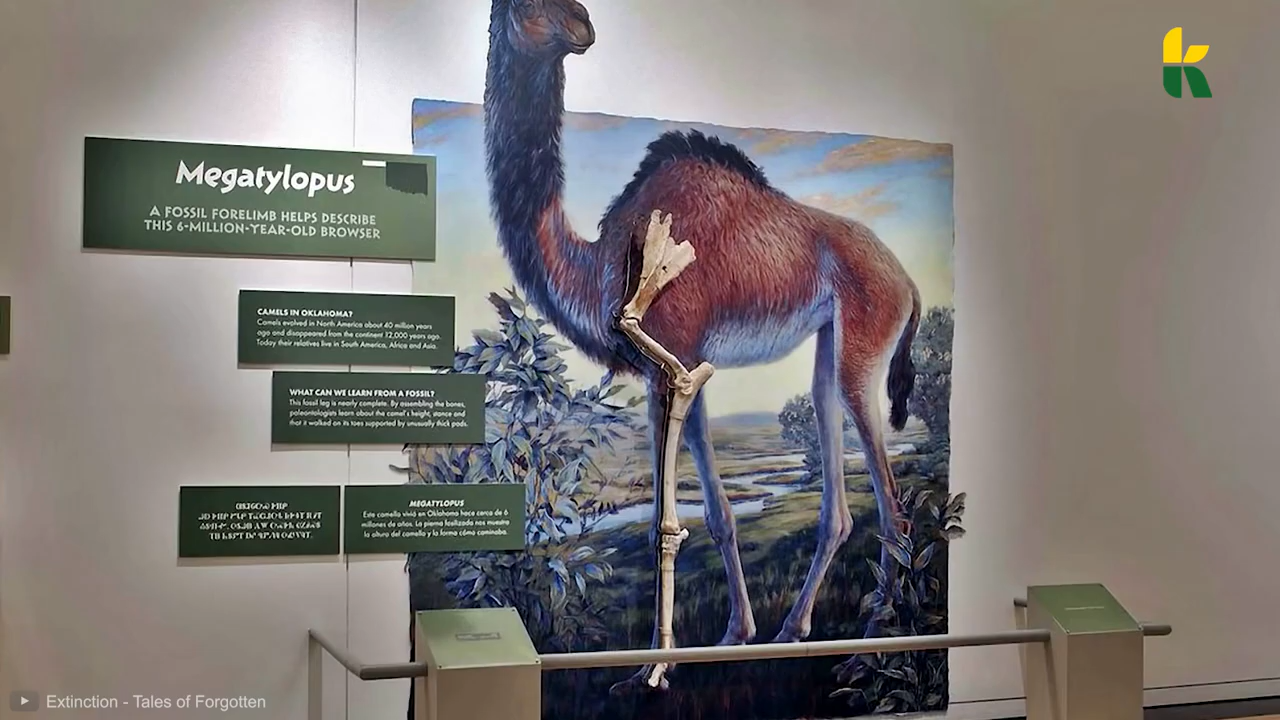 Megatylopus
A FOSSIL FORELIMB HELPS DESCRIBE
THIS 6-MILLION-YEAR-OLD BROWSER
CAMELS IN OKLAHOMA?
Camels evolved in North America about 40 million years
ago and disappeared from the continent 12,000 years ago.
Today their relatives live in South America, Africa and Asia.
WHAT CAN WE LEARN FROM A FOSSIL?
This fossil leg is nearly complete. By assembling the bones,
paleontologists learn about the camel's height, stance and
that it walked on its toes supported by unusually thick pads.
MEGATYLOPUS
Este camello vivió en Oklahoma hace cerca de 6
millones de años. La pierna fosilizada nos muestra
la altura del camello y la forma cómo caminaba.
Extinction - Tales of Forgotten